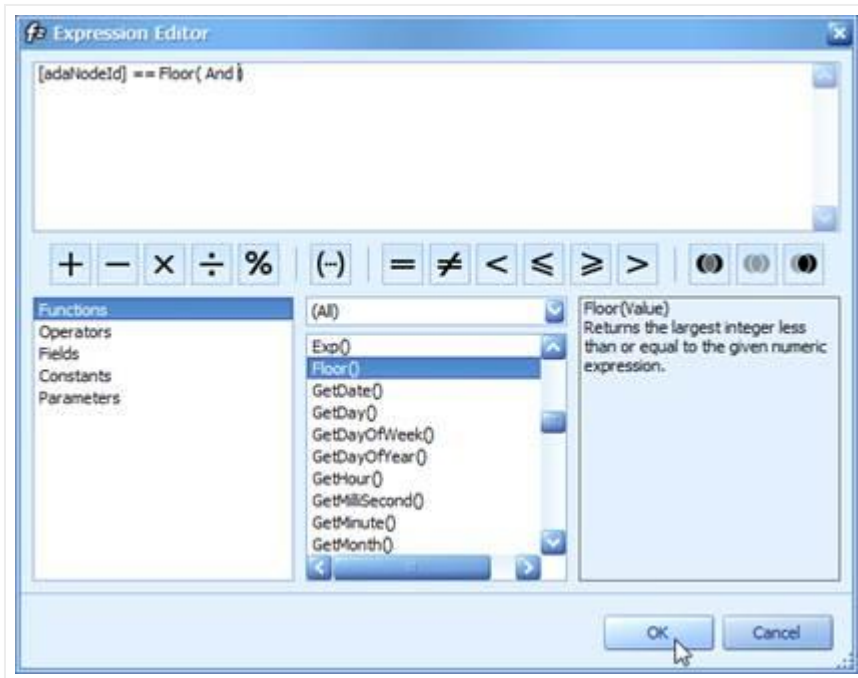 Expression Editor
[adaNodeId] == Floor( And )
+ − × ÷ % (···) = ≠ < ≤ ≥ >
Functions
Operators
Fields
Constants
Parameters
(All)
Exp()
Floor()
GetDate()
GetDay()
GetDayOfWeek()
GetDayOfYear()
GetHour()
GetMilliSecond()
GetMinute()
GetMonth()
Floor(Value)
Returns the largest integer less
than or equal to the given numeric
expression.
OK Cancel